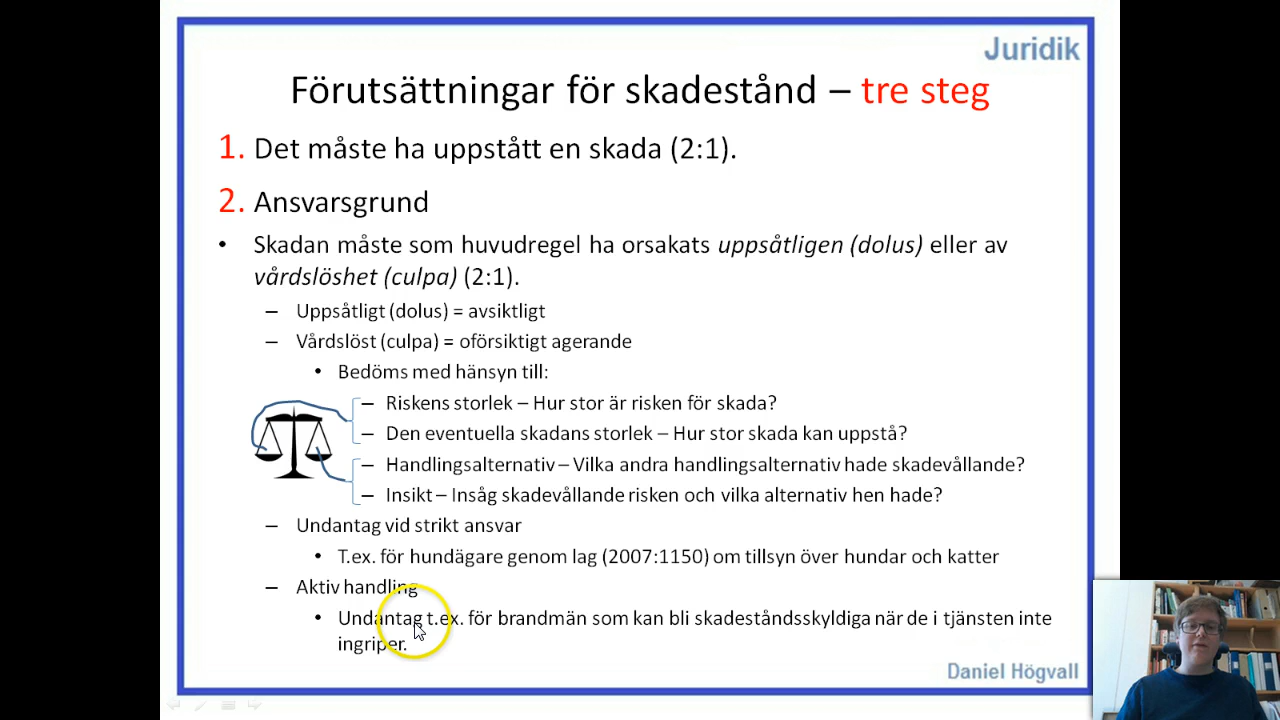 Juridik
Förutsättningar för skadestånd – tre steg
1. Det måste ha uppstått en skada (2:1).
2. Ansvarsgrund
• Skadan måste som huvudregel ha orsakats uppsåtligen (dolus) eller av
vårdslöshet (culpa) (2:1).
– Uppsåtligt (dolus) = avsiktligt
– Vårdslöst (culpa) = oförsiktigt agerande
• Bedöms med hänsyn till:
– Riskens storlek – Hur stor är risken för skada?
– Den eventuella skadans storlek – Hur stor skada kan uppstå?
– Handlingsalternativ – Vilka andra handlingsalternativ hade skadevållande?
– Insikt – Insåg skadevållande risken och vilka alternativ hen hade?
– Undantag vid strikt ansvar
• T.ex. för hundägare genom lag (2007:1150) om tillsyn över hundar och katter
– Aktiv handling
• Undantag t.ex. för brandmän som kan bli skadeståndsskyldiga när de i tjänsten inte
ingriper.
Daniel Högvall